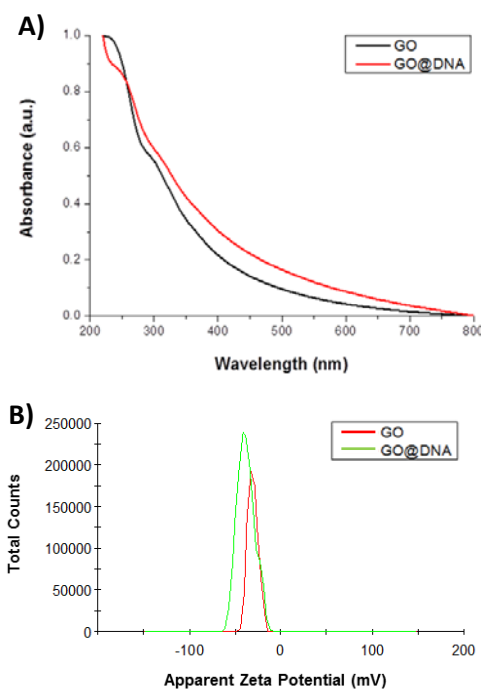 A)
GO
GO@DNA
Absorbance (a.u.)
1.0
0.8
0.6
0.4
0.2
0.0
200 300 400 500 600 700 800
Wavelength (nm)
B)
GO
GO@DNA
Total Counts
250000
200000
150000
100000
50000
0
-100 0 100 200
Apparent Zeta Potential (mV)